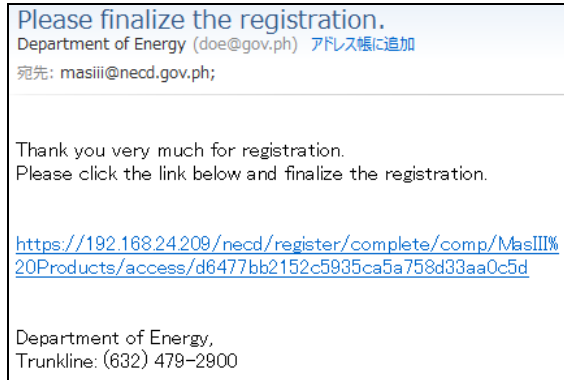 Please finalize the registration.
Department of Energy (doe@gov.ph) アドレス帳に追加
宛先: masiii@necd.gov.ph;
Thank you very much for registration.
Please click the link below and finalize the registration.
https://192.168.24.209/necd/register/complete/comp/MasIII%
20Products/access/d6477bb2152c5935ca5a758d33aa0c5d
Department of Energy,
Trunkline: (632) 479-2900